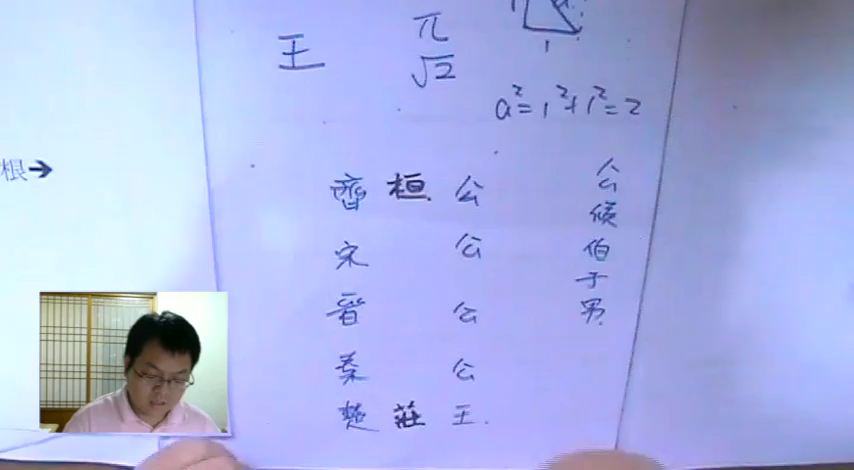 王
π
√2
1
a²=1²+1²=2
根→
齊桓公
宋 公
晉 公
秦 公
楚莊王.
公
侯
伯
子
男.